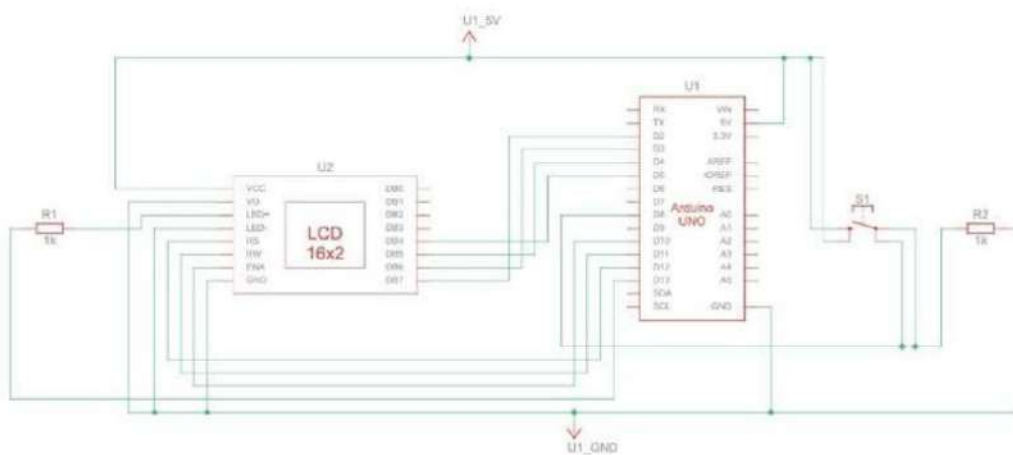 U1_5V
U1
RX
TX
D2
D3
D4
D5
D6
D7
D8
D9
D10
D11
D12
D13
SDA
SCL
Arduino
UNO
VIN
5V
3.3V
AREF
IOREF
RES
A0
A1
A2
A3
A4
A5
GND
U2
VCC
VO
LED+
LED-
RS
RW
ENA
GND
LCD
16x2
DB0
DB1
DB2
DB3
DB4
DB5
DB6
DB7
R1
1k
S1
R2
1k
U1_GND